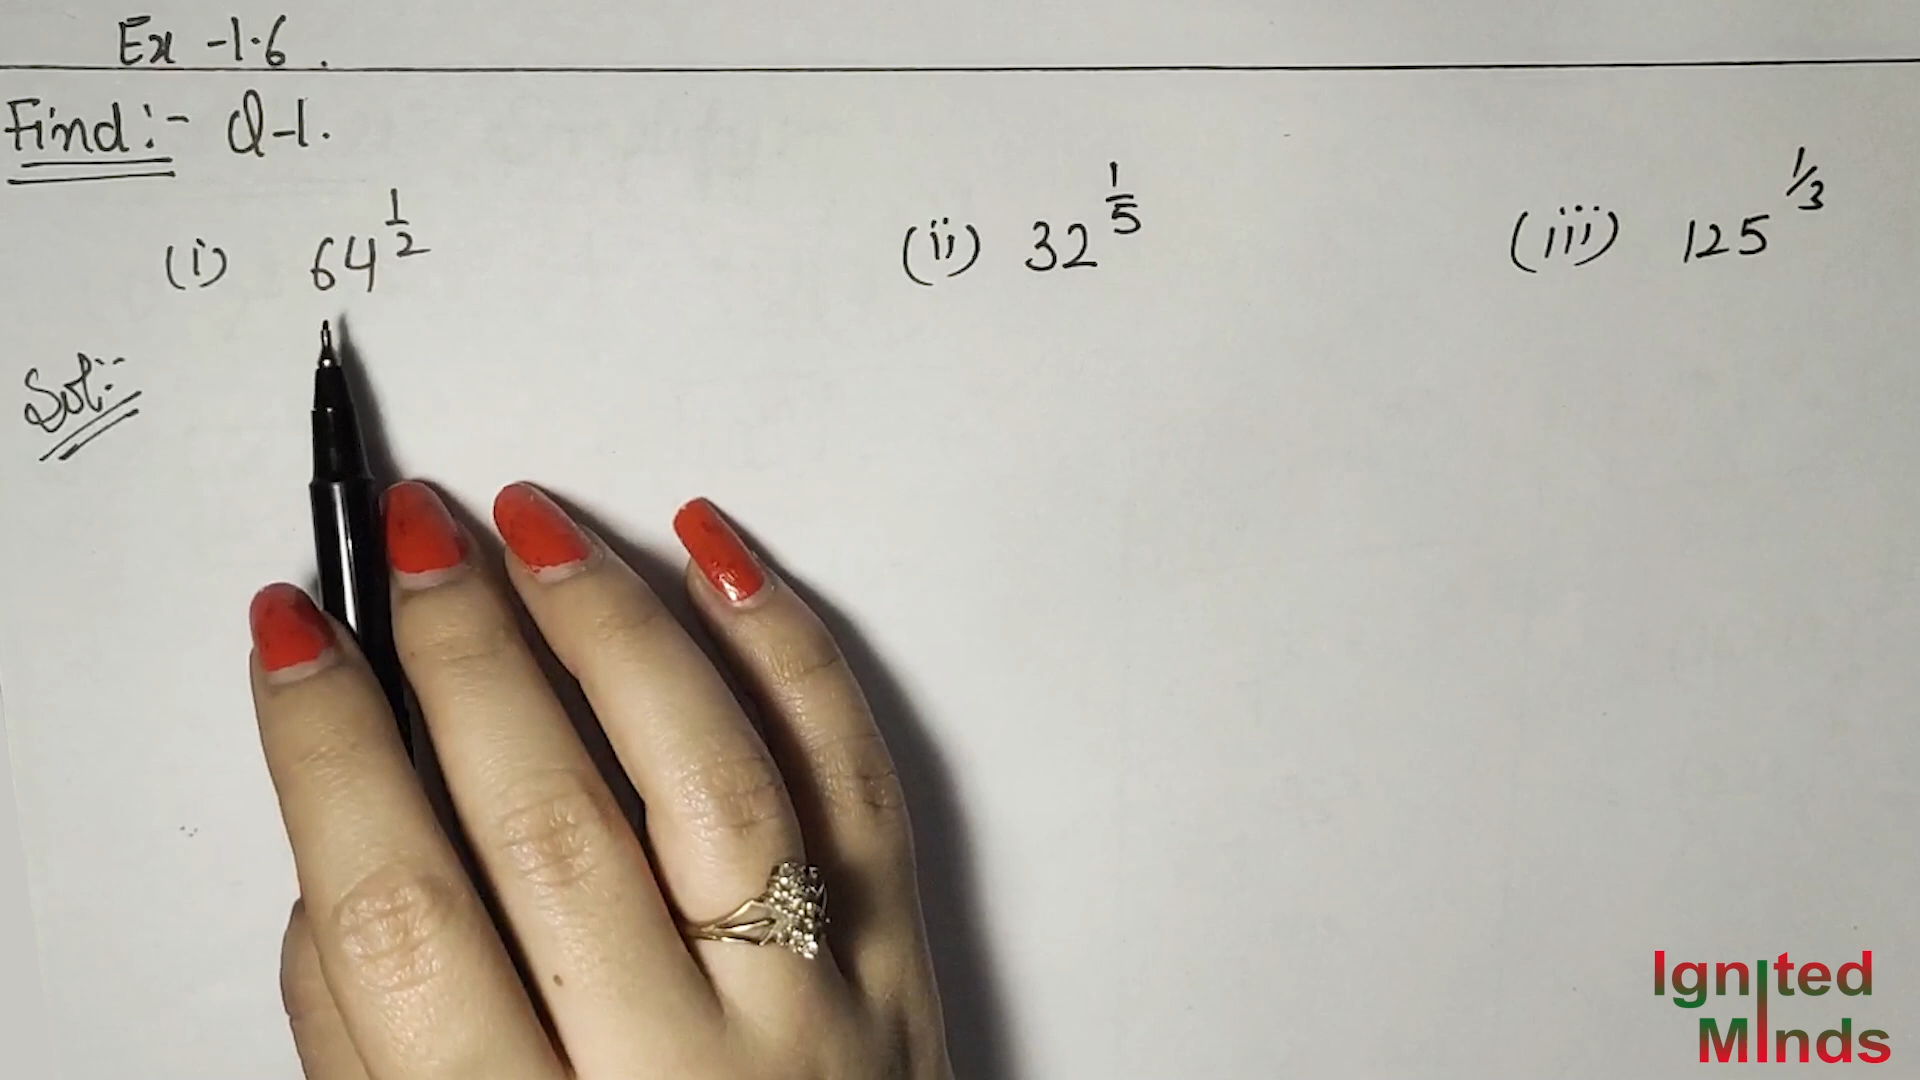 Ex - 1.6.
Find:- Q-1.
(i) 64^1/2 (ii) 32^1/5 (iii) 125^1/3
Sol:-
Ignited
Minds